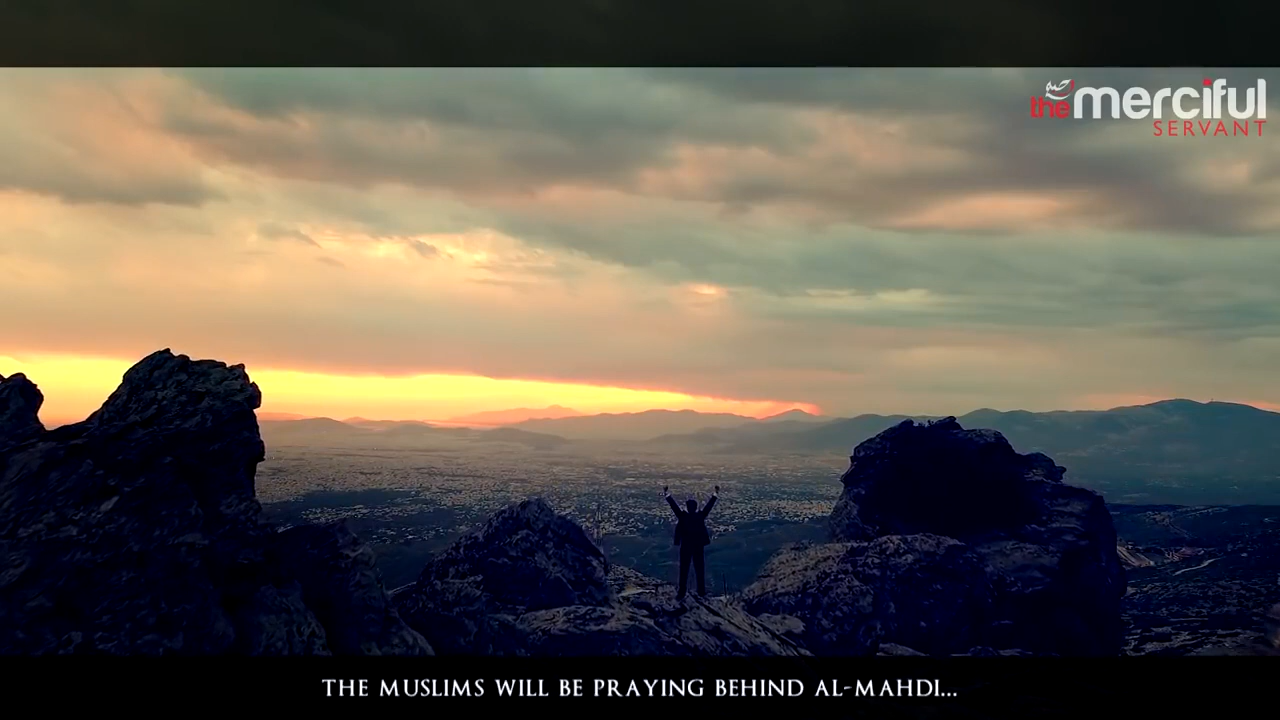 the merciful
SERVANT
THE MUSLIMS WILL BE PRAYING BEHIND AL-MAHDI...